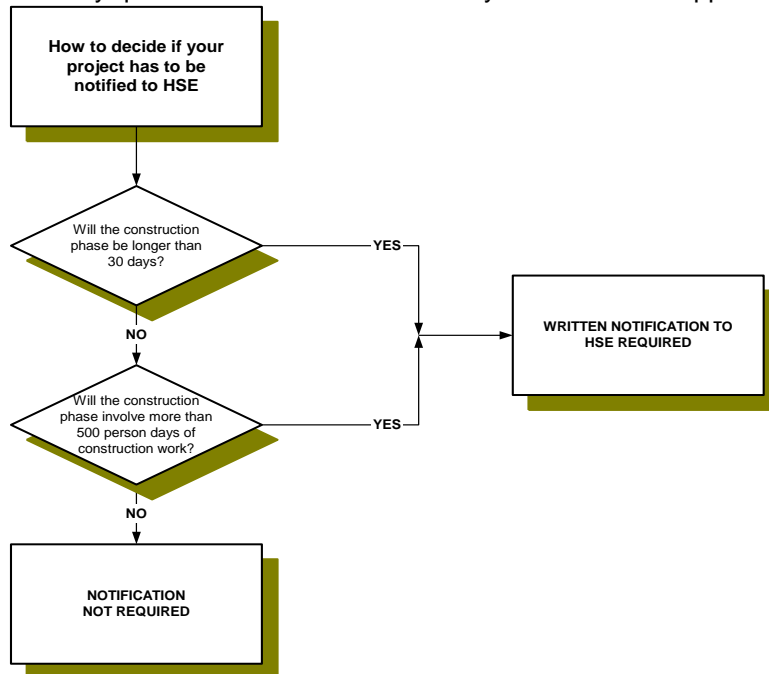 How to decide if your
project has to be
notified to HSE
Will the construction
phase be longer than
30 days?
YES
NO
WRITTEN NOTIFICATION TO
HSE REQUIRED
Will the construction
phase involve more than
500 person days of
construction work?
YES
NO
NOTIFICATION
NOT REQUIRED